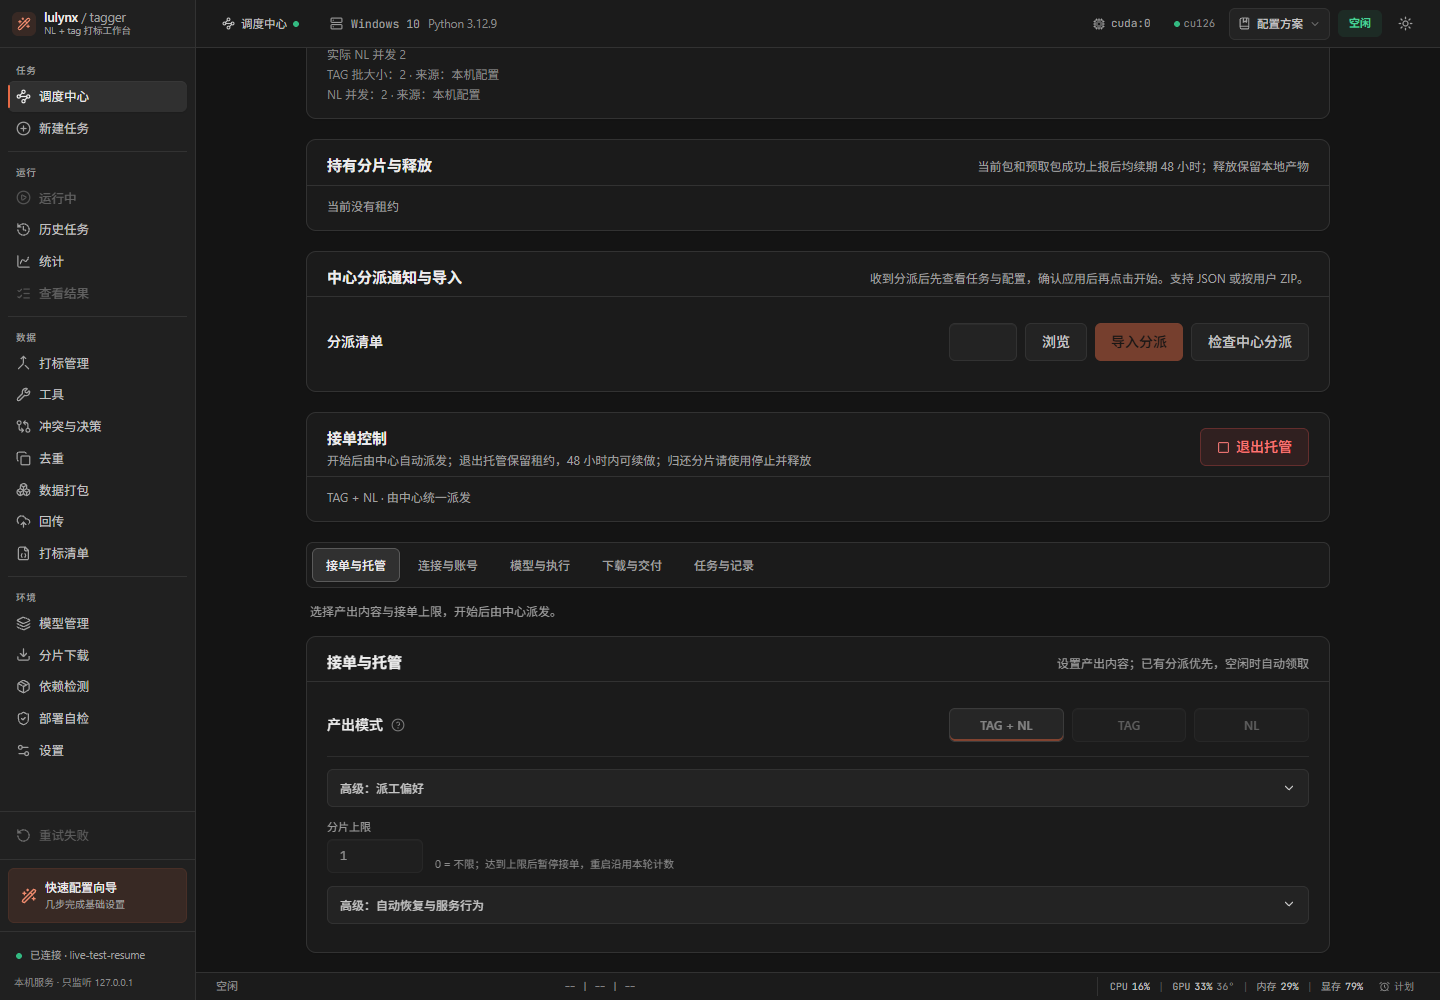 lulynx / tagger
NL + tag 打标工作台
任务
调度中心
新建任务
运行
运行中
历史任务
统计
查看结果
数据
打标管理
工具
冲突与决策
去重
数据打包
回传
打标清单
环境
模型管理
分片下载
依赖检测
部署自检
设置
重试失败
快速配置向导
几步完成基础设置
已连接 · live-test-resume
本机服务 · 只监听 127.0.0.1
调度中心
Windows 10 Python 3.12.9
cuda:0
cu126
配置方案
空闲
实际 NL 并发 2
TAG 批大小：2 · 来源：本机配置
NL 并发：2 · 来源：本机配置
持有分片与释放
当前包和预取包成功上报后均续期 48 小时；释放保留本地产物
当前没有租约
中心分派通知与导入
收到分派后先查看任务与配置，确认应用后再点击开始。支持 JSON 或按用户 ZIP。
分派清单
浏览
导入分派
检查中心分派
接单控制
开始后由中心自动派发；退出托管保留租约，48 小时内可续做；归还分片请使用停止并释放
退出托管
TAG + NL · 由中心统一派发
接单与托管
连接与账号
模型与执行
下载与交付
任务与记录
选择产出内容与接单上限，开始后由中心派发。
接单与托管
设置产出内容；已有分派优先，空闲时自动领取
产出模式
TAG + NL
TAG
NL
高级：派工偏好
分片上限
1
0 = 不限；达到上限后暂停接单，重启沿用本轮计数
高级：自动恢复与服务行为
空闲
-- | -- | --
CPU 16% | GPU 33% 36° | 内存 29% | 显存 79%
计划